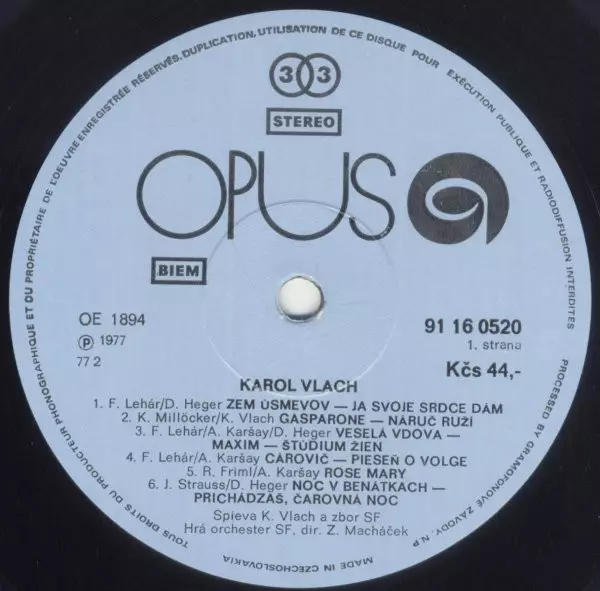 TOUS DROITS DU PRODUCTEUR PHONOGRAPHIQUE ET DU PROPRIÉTAIRE DE L'OEUVRE ENREGISTRÉE RÉSERVÉS. DUPLICATION, UTILISATION DE CE DISQUE POUR EXÉCUTION PUBLIQUE ET RADIODIFFUSION INTERDITES
33
STEREO
OPUS
BIEM
OE 1894
Ⓟ 1977
77 2
91 16 0520
1. strana
Kčs 44,-
KAROL VLACH
1. F. Lehár/D. Heger ZEM ÚSMEVOV — JA SVOJE SRDCE DÁM
2. K. Millöcker/K. Vlach GASPARONE — NÁRUČ RUŽÍ
3. F. Lehár/A. Karšay/D. Heger VESELÁ VDOVA —
MAXIM — ŠTÚDIUM ŽIEN
4. F. Lehár/A. Karšay CÁROVIČ — PIESEŇ O VOLGE
5. R. Friml/A. Karšay ROSE MARY
6. J. Strauss/D. Heger NOC V BENÁTKACH —
PRICHÁDZAŠ, ČAROVNÁ NOC
Spieva K. Vlach a zbor SF
Hrá orchester SF, dir. Z. Macháček
MADE IN CZECHOSLOVAKIA
PROCESSED BY GRAMOFONOVÉ ZÁVODY, N.P.